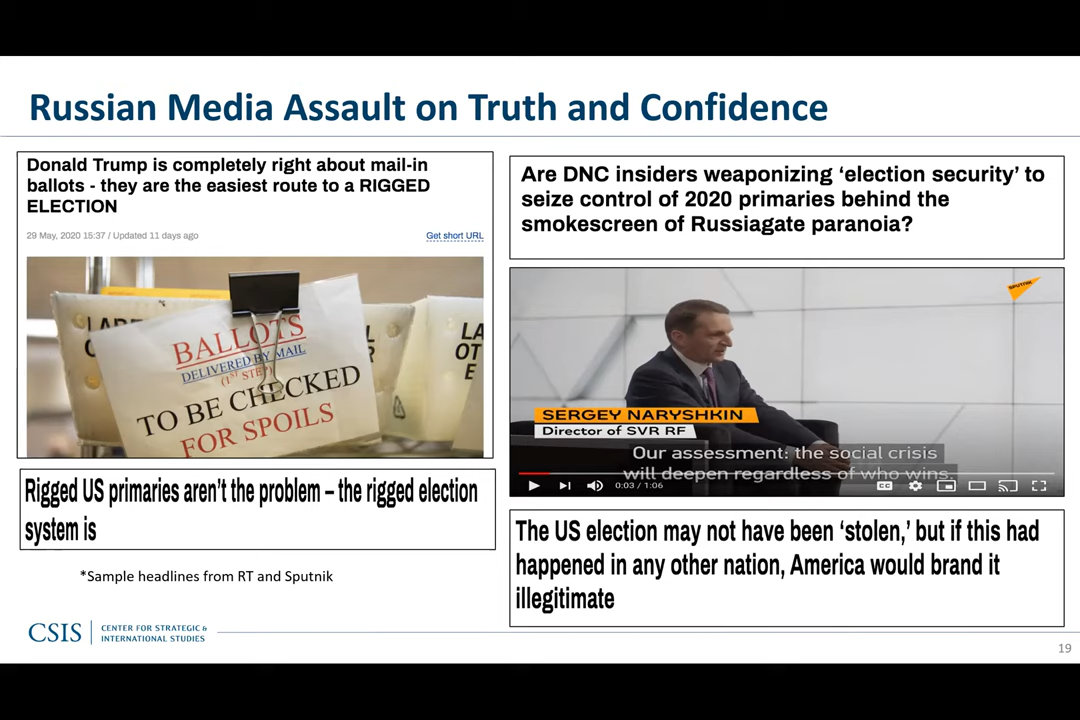 Russian Media Assault on Truth and Confidence
Donald Trump is completely right about mail-in
ballots - they are the easiest route to a RIGGED
ELECTION
29 May, 2020 15:37 / Updated 11 days ago
Get short URL
BALLOTS
DELIVERED BY MAIL
(1ST STEP)
TO BE CHECKED
FOR SPOILS
Rigged US primaries aren't the problem – the rigged election
system is
*Sample headlines from RT and Sputnik
Are DNC insiders weaponizing ‘election security’ to
seize control of 2020 primaries behind the
smokescreen of Russiagate paranoia?
SPUTNIK
SERGEY NARYSHKIN
Director of SVR RF
Our assessment: the social crisis
will deepen regardless of who wins.
0:03 / 1:06
CC
The US election may not have been ‘stolen,’ but if this had
happened in any other nation, America would brand it
illegitimate
CSIS
CENTER FOR STRATEGIC &
INTERNATIONAL STUDIES
19